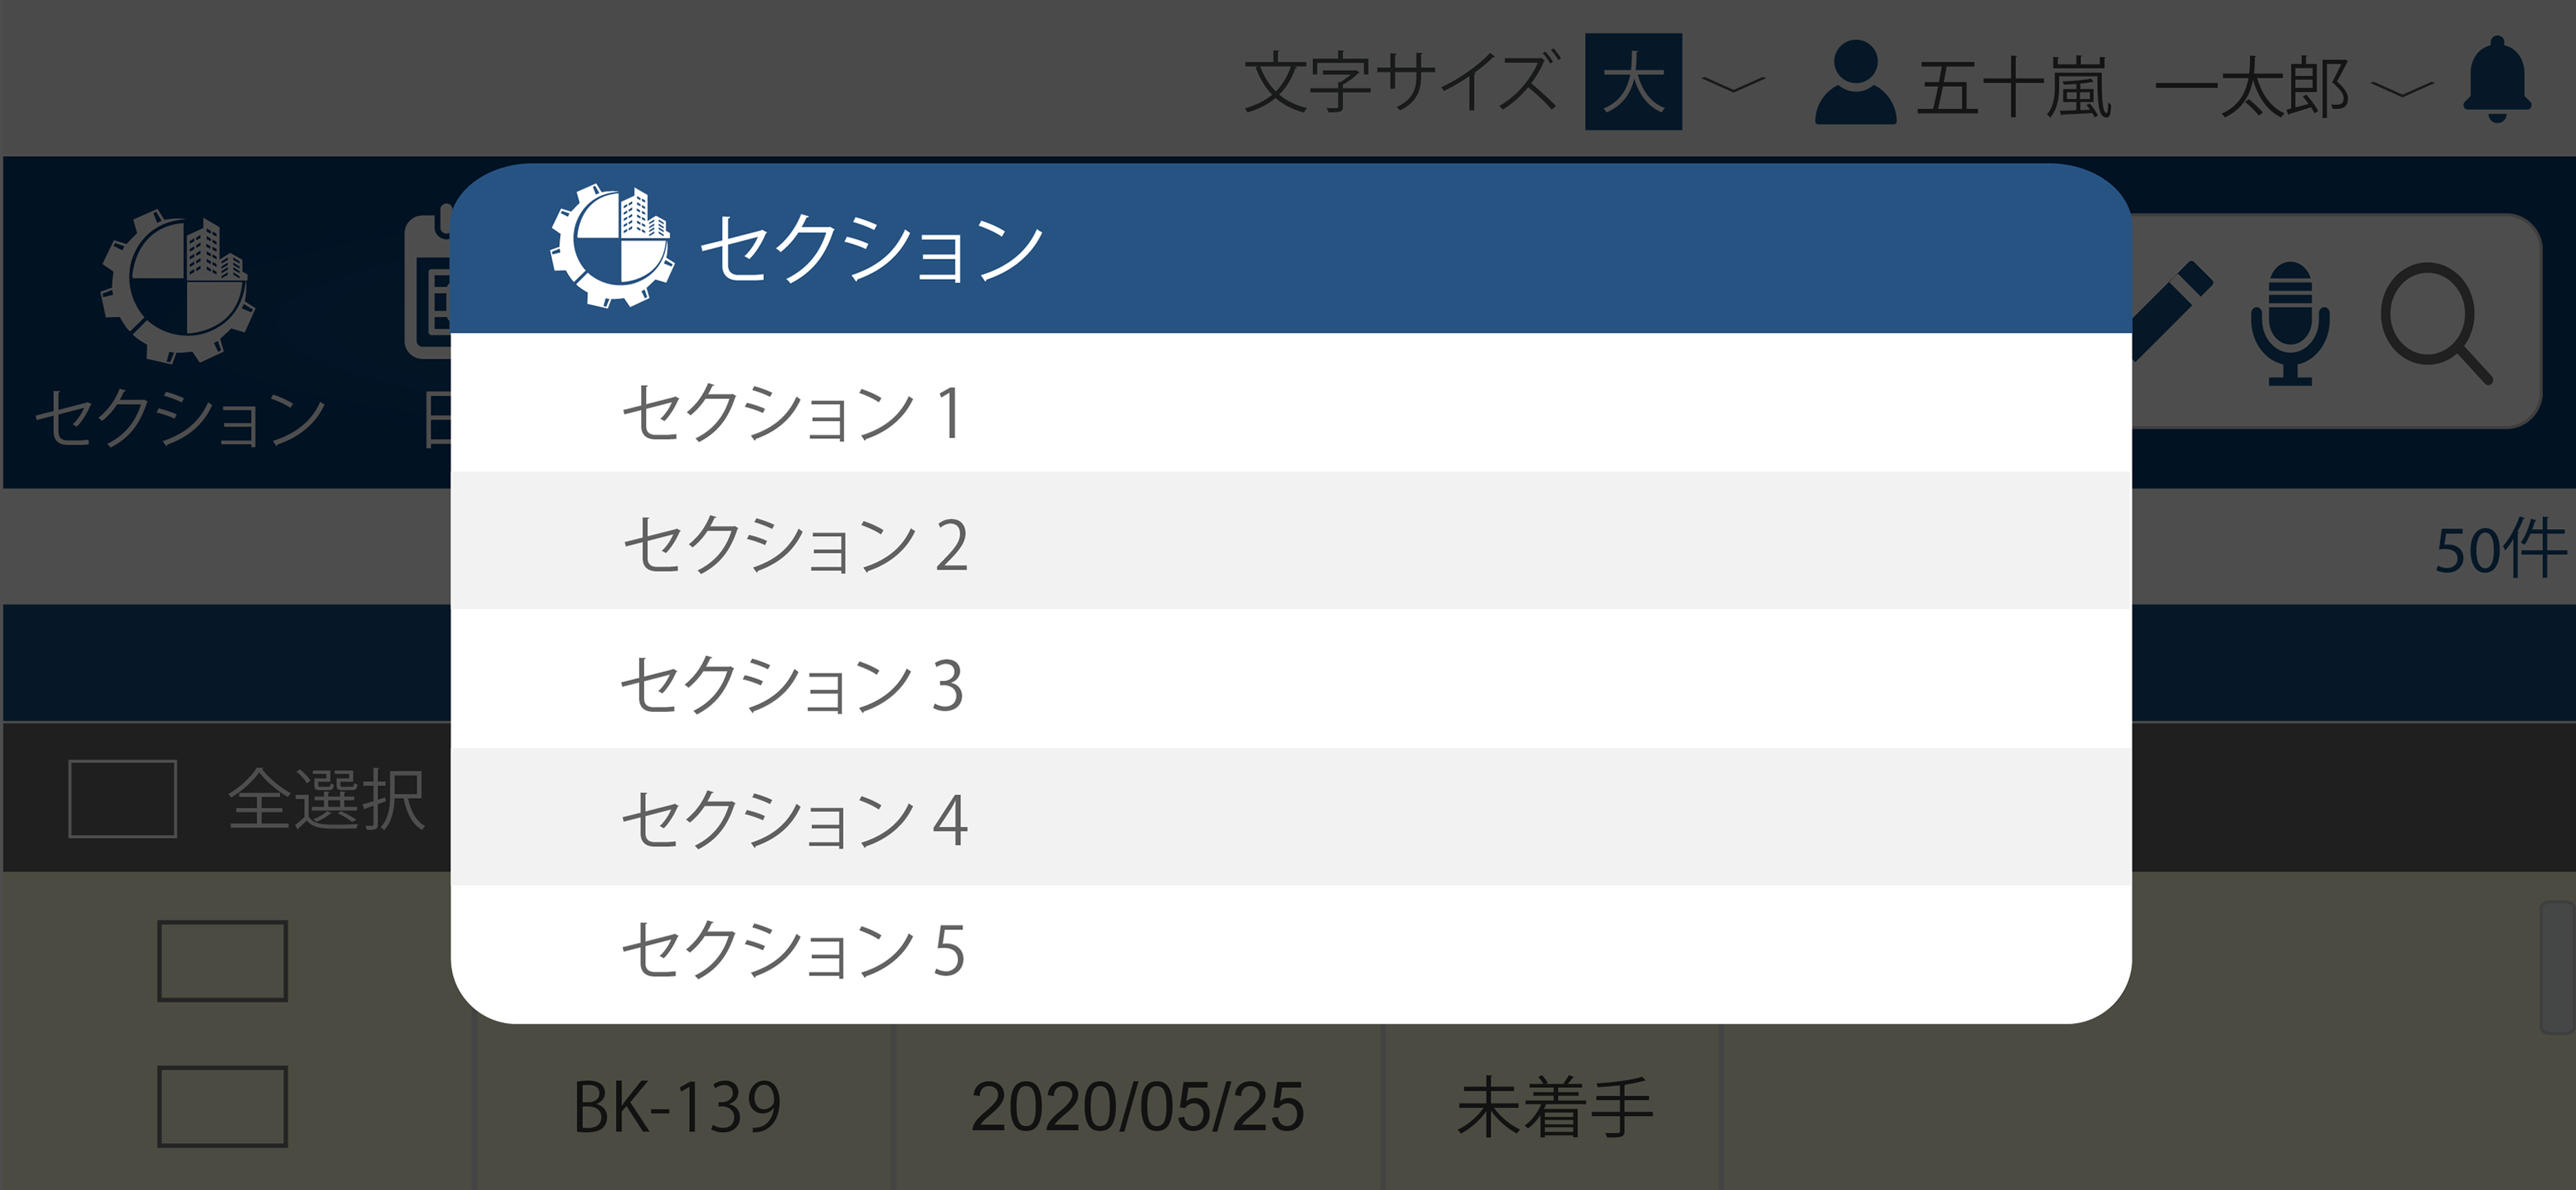 文字サイズ 大 五十嵐 一太郎
セクション
セクション
セクション 1
セクション 2
50件
セクション 3
全選択
セクション 4
セクション 5
BK-139 2020/05/25 未着手